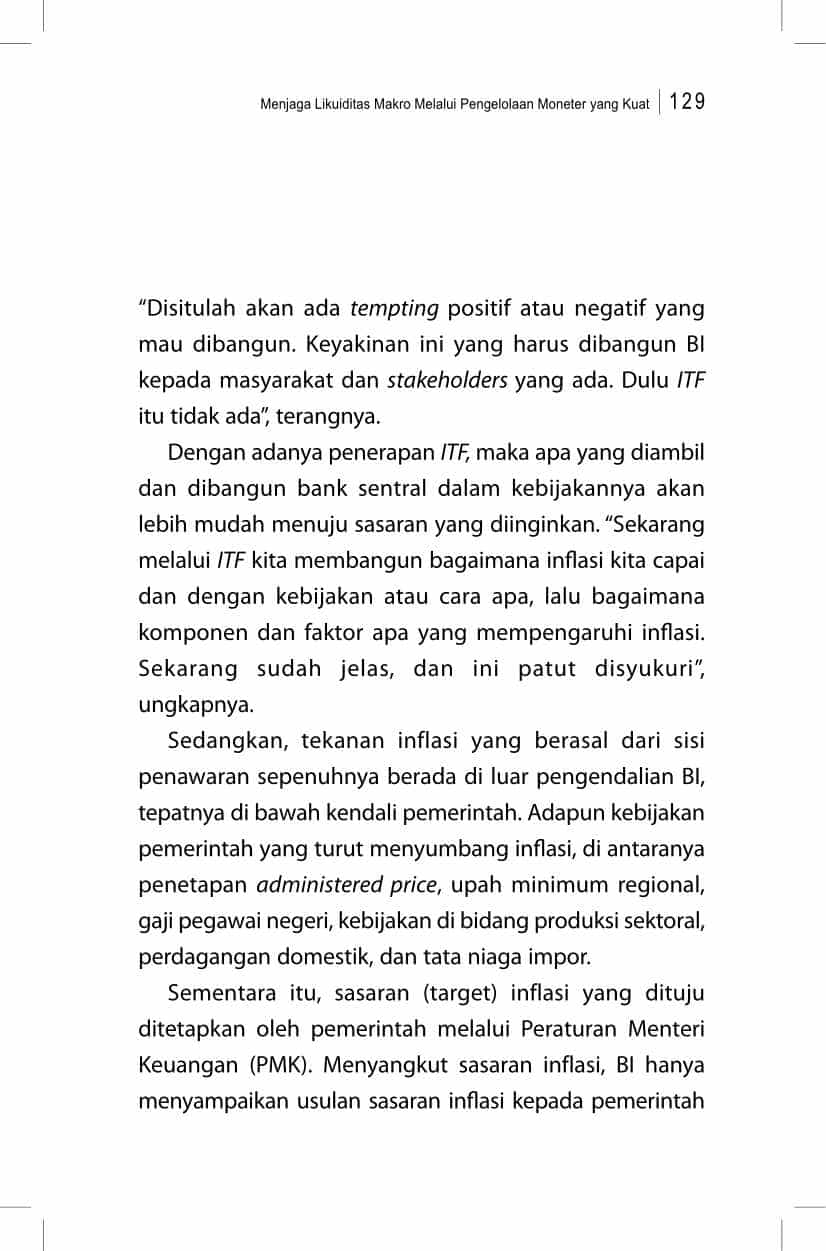 Menjaga Likuiditas Makro Melalui Pengelolaan Moneter yang Kuat | 129
“Disitulah akan ada tempting positif atau negatif yang
mau dibangun. Keyakinan ini yang harus dibangun BI
kepada masyarakat dan stakeholders yang ada. Dulu ITF
itu tidak ada”, terangnya.
Dengan adanya penerapan ITF, maka apa yang diambil
dan dibangun bank sentral dalam kebijakannya akan
lebih mudah menuju sasaran yang diinginkan. “Sekarang
melalui ITF kita membangun bagaimana inflasi kita capai
dan dengan kebijakan atau cara apa, lalu bagaimana
komponen dan faktor apa yang mempengaruhi inflasi.
Sekarang sudah jelas, dan ini patut disyukuri”,
ungkapnya.
Sedangkan, tekanan inflasi yang berasal dari sisi
penawaran sepenuhnya berada di luar pengendalian BI,
tepatnya di bawah kendali pemerintah. Adapun kebijakan
pemerintah yang turut menyumbang inflasi, di antaranya
penetapan administered price, upah minimum regional,
gaji pegawai negeri, kebijakan di bidang produksi sektoral,
perdagangan domestik, dan tata niaga impor.
Sementara itu, sasaran (target) inflasi yang dituju
ditetapkan oleh pemerintah melalui Peraturan Menteri
Keuangan (PMK). Menyangkut sasaran inflasi, BI hanya
menyampaikan usulan sasaran inflasi kepada pemerintah